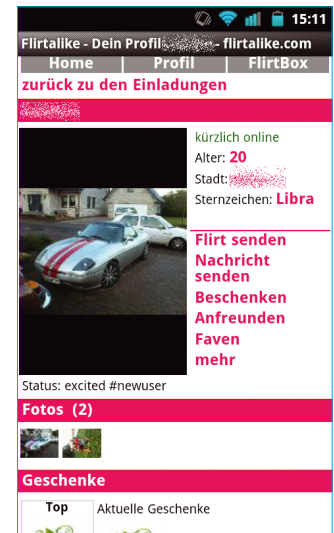 15:11
Flirtalike - Dein Profil - flirtalike.com
Home Profil FlirtBox
zurück zu den Einladungen
kürzlich online
Alter: 20
Stadt:
Sternzeichen: Libra
Flirt senden
Nachricht
senden
Beschenken
Anfreunden
Faven
mehr
Status: excited #newuser
Fotos (2)
Geschenke
Top
Aktuelle Geschenke